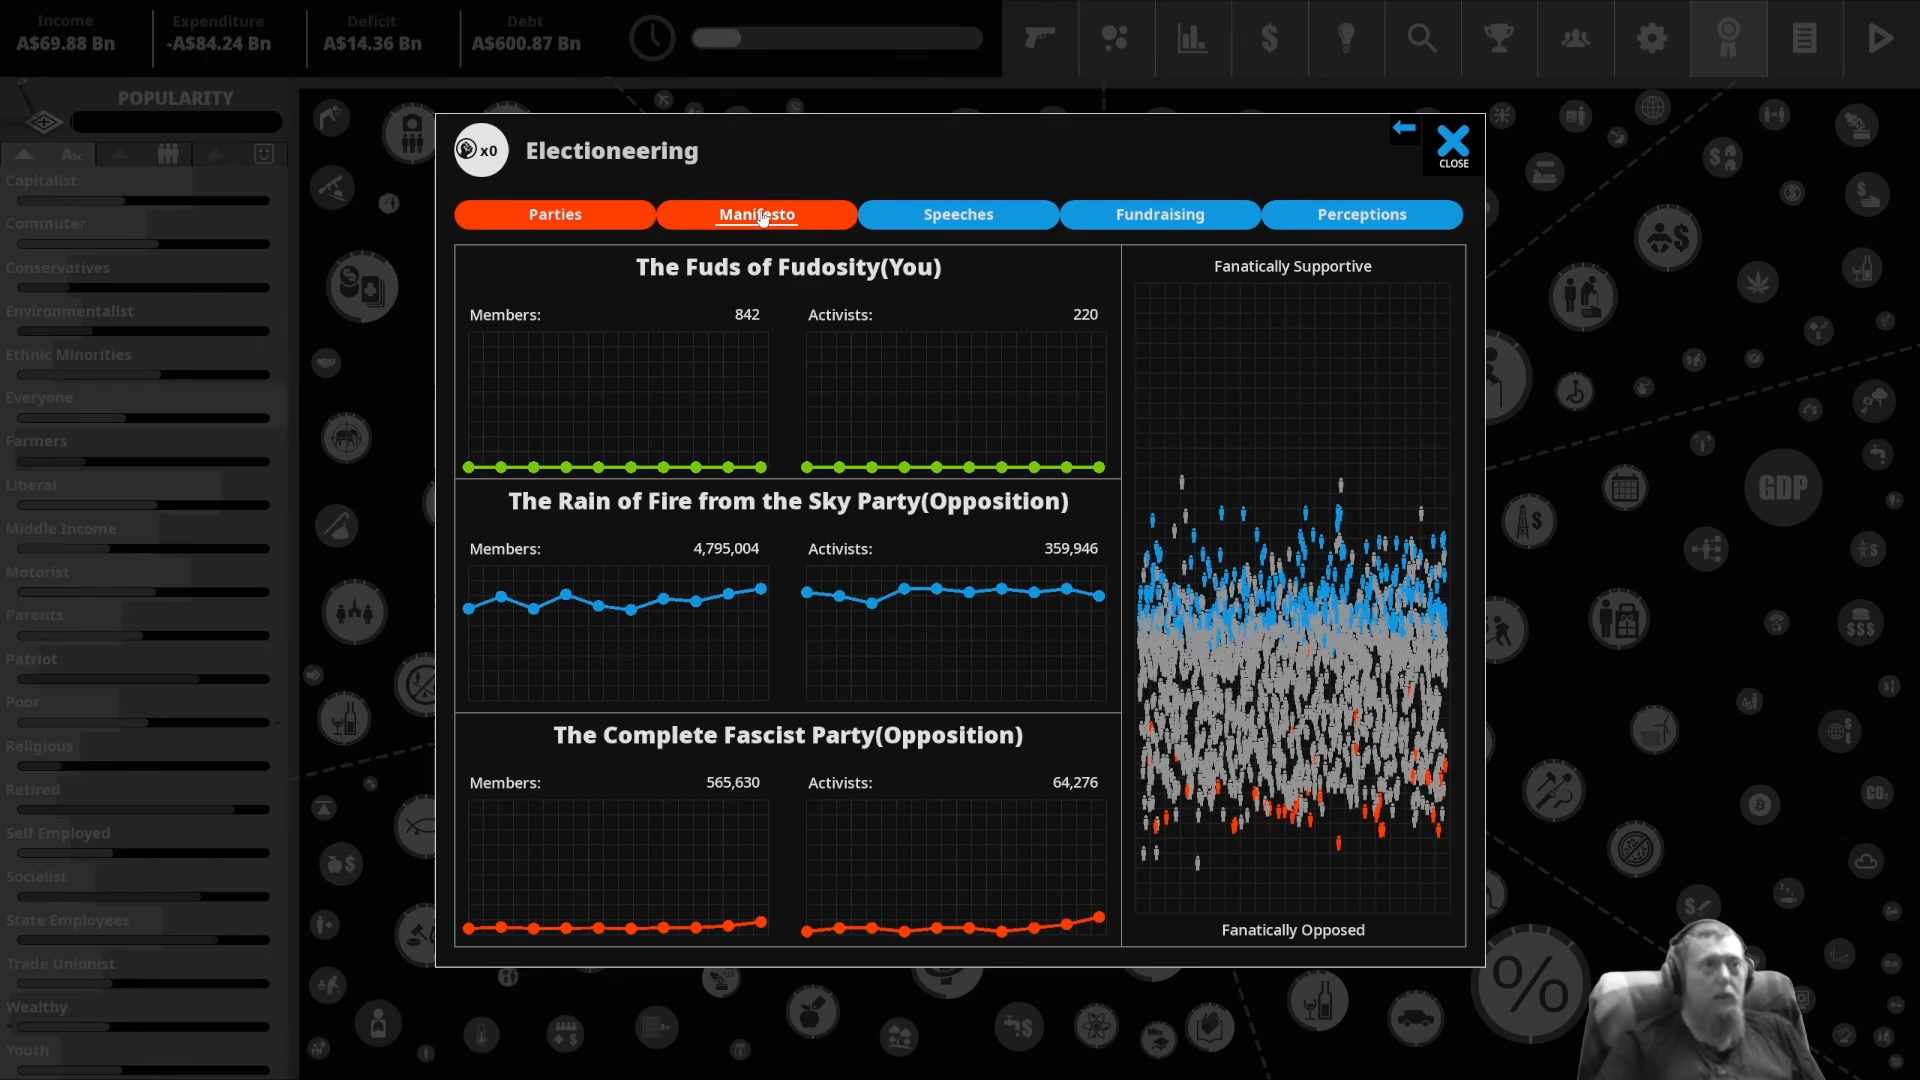 Income
A$69.88 Bn
Expenditure
-A$84.24 Bn
Deficit
A$14.36 Bn
Debt
A$600.87 Bn
POPULARITY
Abc
Capitalist
Commuter
Conservatives
Environmentalist
Ethnic Minorities
Everyone
Farmers
Liberal
Middle Income
Motorist
Parents
Patriot
Poor
Religious
Retired
Self Employed
Socialist
State Employees
Trade Unionist
Wealthy
Youth
x0
Electioneering
CLOSE
Parties
Manifesto
Speeches
Fundraising
Perceptions
The Fuds of Fudosity(You)
Members: 842
Activists: 220
The Rain of Fire from the Sky Party(Opposition)
Members: 4,795,004
Activists: 359,946
The Complete Fascist Party(Opposition)
Members: 565,630
Activists: 64,276
Fanatically Supportive
Fanatically Opposed
GDP
$$$
CO₂
%